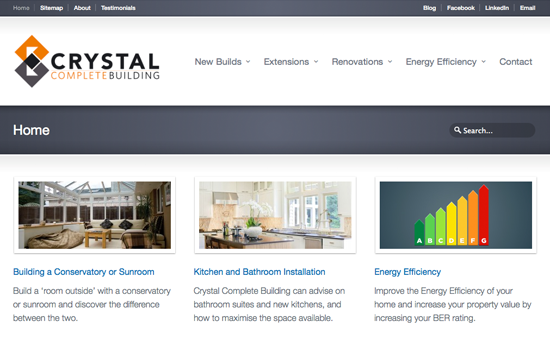 Home Sitemap About Testimonials Blog Facebook LinkedIn Email
CRYSTAL
COMPLETEBUILDING
New Builds Extensions Renovations Energy Efficiency Contact
Home Search...
A B C D E F G
Building a Conservatory or Sunroom
Build a ‘room outside’ with a conservatory
or sunroom and discover the difference
between the two.
Kitchen and Bathroom Installation
Crystal Complete Building can advise on
bathroom suites and new kitchens, and
how to maximise the space available.
Energy Efficiency
Improve the Energy Efficiency of your
home and increase your property value by
increasing your BER rating.